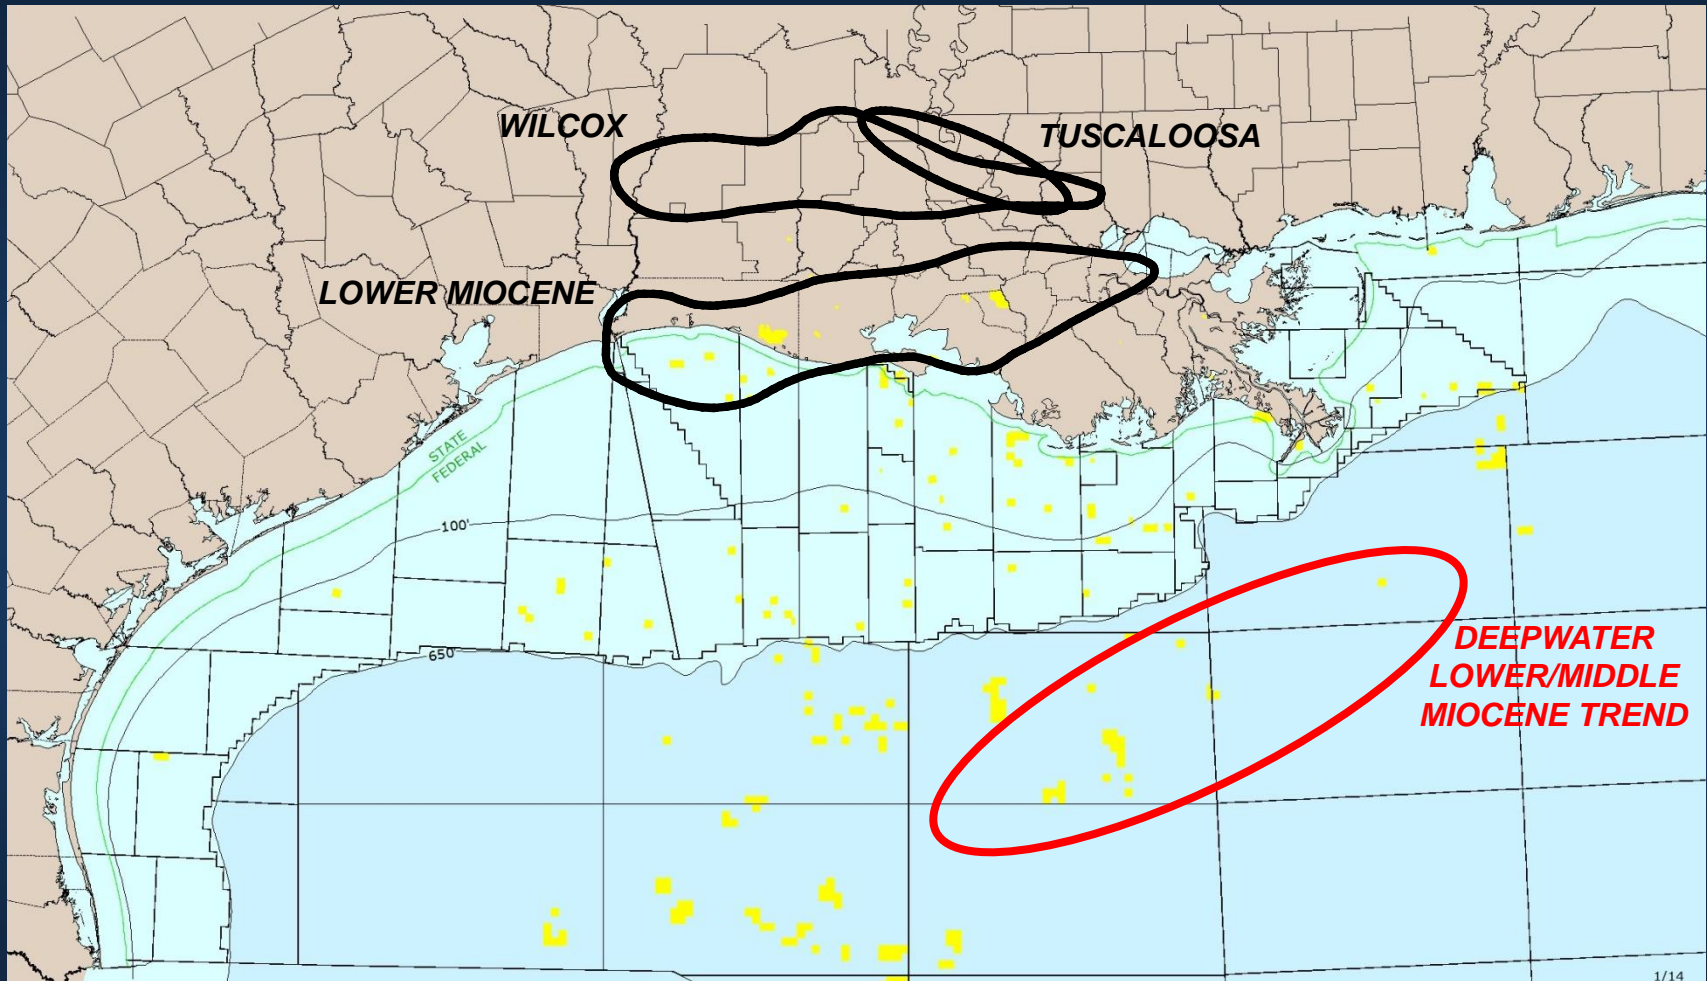 WILCOX
TUSCALOOSA
LOWER MIOCENE
STATE
FEDERAL
100'
650'
DEEPWATER
LOWER/MIDDLE
MIOCENE TREND
1/14